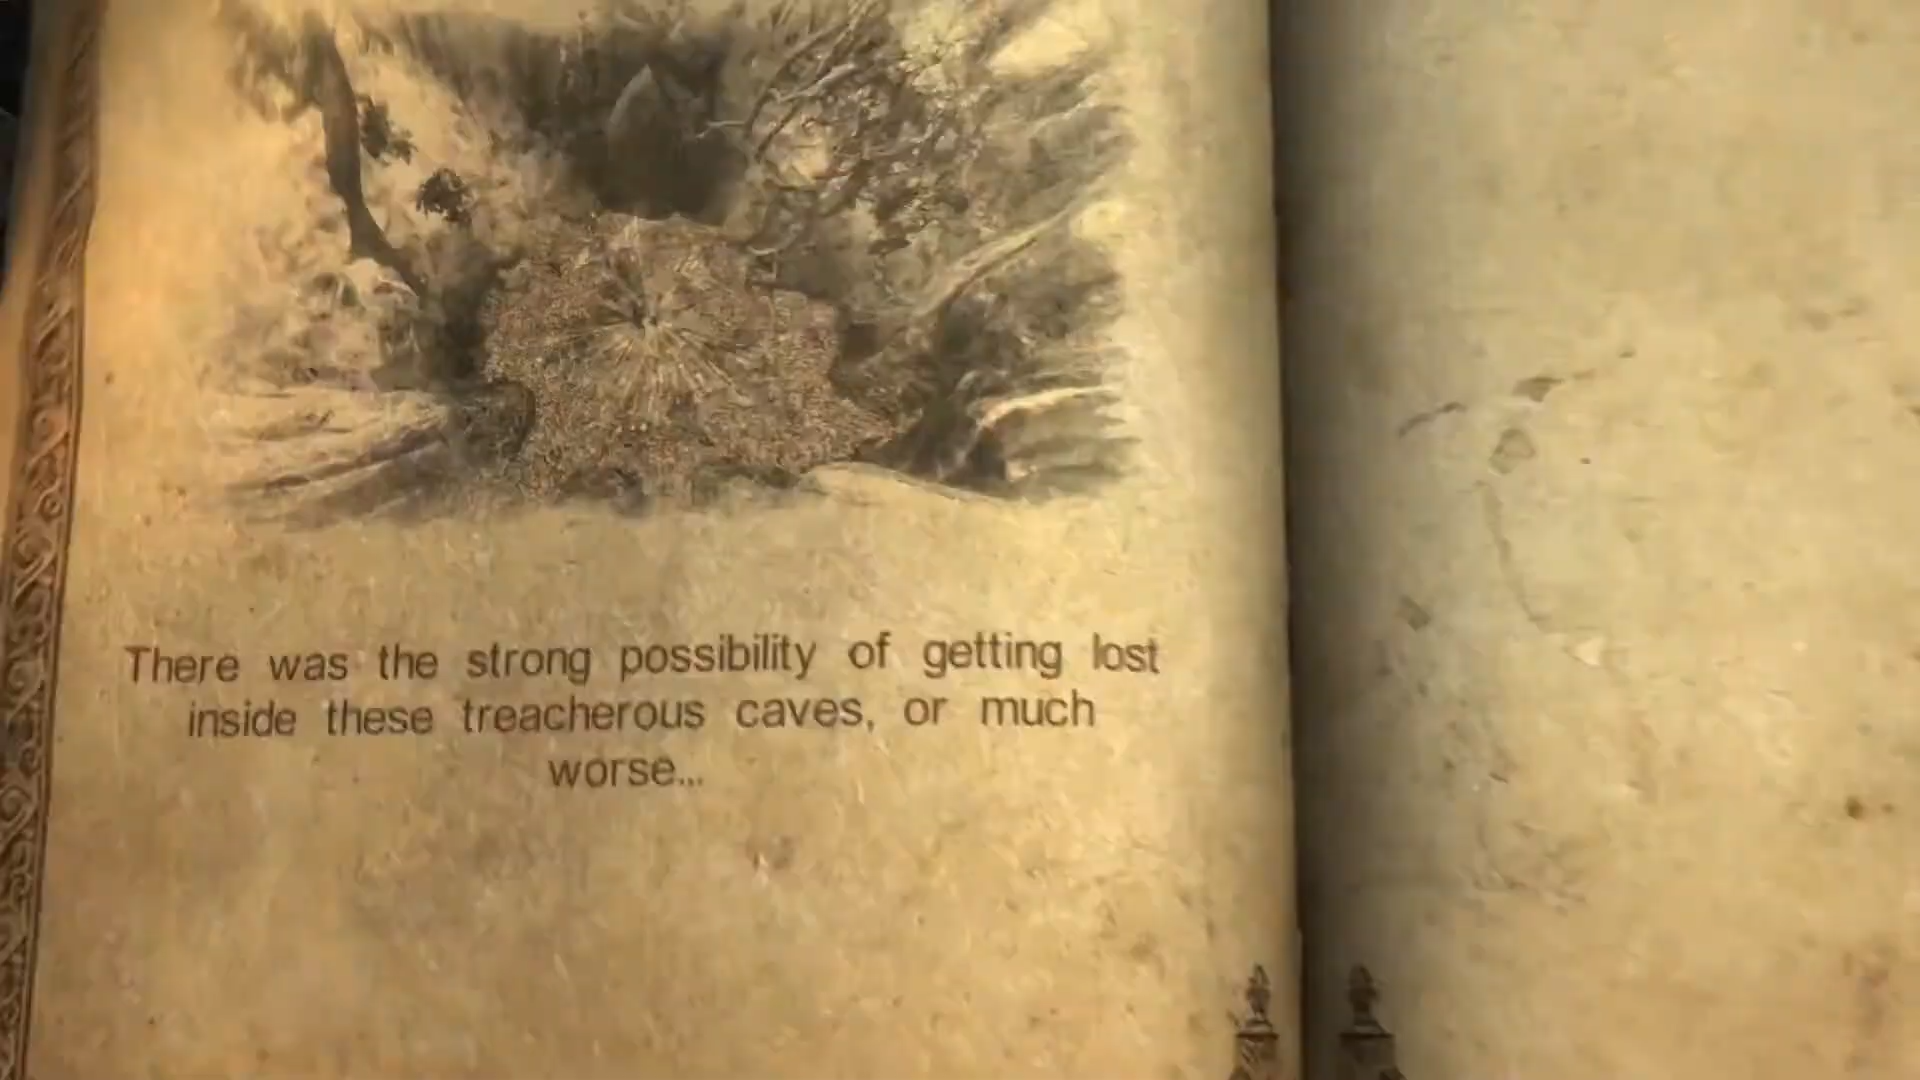 There was the strong possibility of getting lost
inside these treacherous caves, or much
worse...